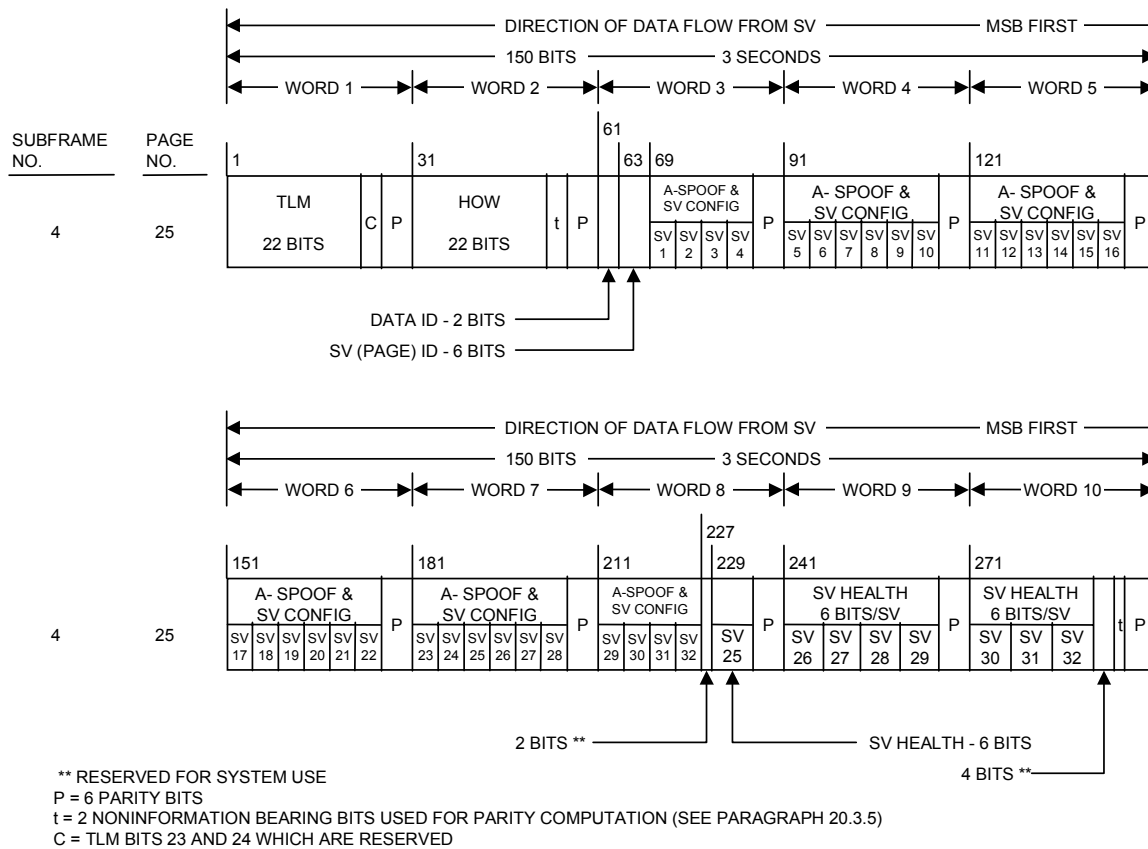 DIRECTION OF DATA FLOW FROM SV MSB FIRST
150 BITS 3 SECONDS
WORD 1 WORD 2 WORD 3 WORD 4 WORD 5
SUBFRAME NO. PAGE NO.
1 31 61 63 69 91 121
4 25
TLM 22 BITS C P
HOW 22 BITS t P
A-SPOOF & SV CONFIG
SV 1 SV 2 SV 3 SV 4 P
A- SPOOF & SV CONFIG
SV 5 SV 6 SV 7 SV 8 SV 9 SV 10 P
A- SPOOF & SV CONFIG
SV 11 SV 12 SV 13 SV 14 SV 15 SV 16 P
DATA ID - 2 BITS
SV (PAGE) ID - 6 BITS
DIRECTION OF DATA FLOW FROM SV MSB FIRST
150 BITS 3 SECONDS
WORD 6 WORD 7 WORD 8 WORD 9 WORD 10
151 181 211 227 229 241 271
4 25
A- SPOOF & SV CONFIG
SV 17 SV 18 SV 19 SV 20 SV 21 SV 22 P
A- SPOOF & SV CONFIG
SV 23 SV 24 SV 25 SV 26 SV 27 SV 28 P
A-SPOOF & SV CONFIG
SV 29 SV 30 SV 31 SV 32
SV 25 P
SV HEALTH 6 BITS/SV
SV 26 SV 27 SV 28 SV 29 P
SV HEALTH 6 BITS/SV
SV 30 SV 31 SV 32 t P
2 BITS ** SV HEALTH - 6 BITS
4 BITS **
** RESERVED FOR SYSTEM USE
P = 6 PARITY BITS
t = 2 NONINFORMATION BEARING BITS USED FOR PARITY COMPUTATION (SEE PARAGRAPH 20.3.5)
C = TLM BITS 23 AND 24 WHICH ARE RESERVED